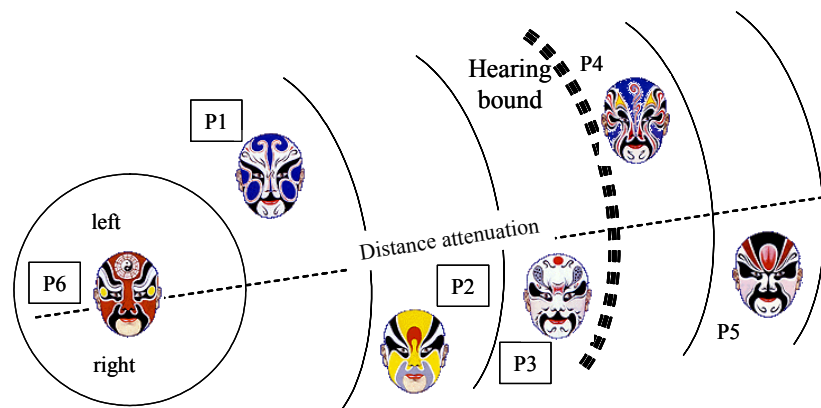 Hearing
bound
P4
P1
left
Distance attenuation
P6
P2
right
P3
P5